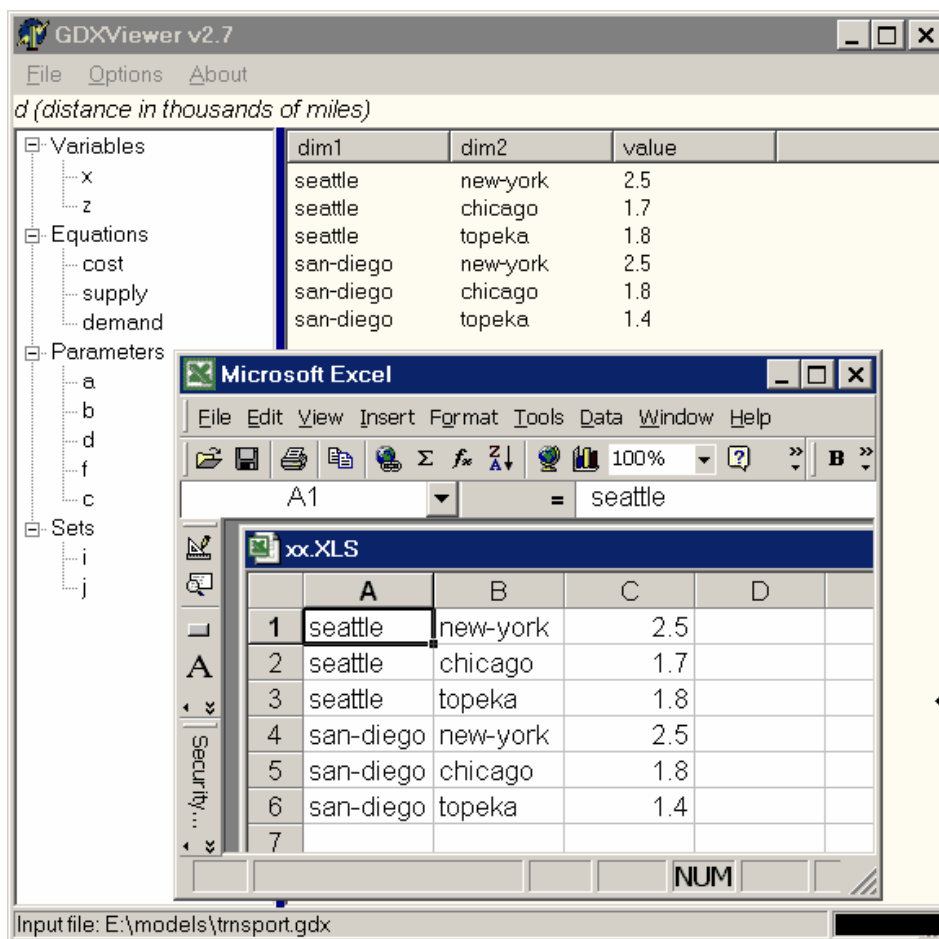 GDXViewer v2.7
File Options About
d (distance in thousands of miles)
Variables
x
z
Equations
cost
supply
demand
Parameters
a
b
d
f
c
Sets
i
j
dim1 dim2 value
seattle new-york 2.5
seattle chicago 1.7
seattle topeka 1.8
san-diego new-york 2.5
san-diego chicago 1.8
san-diego topeka 1.4
Microsoft Excel
File Edit View Insert Format Tools Data Window Help
100% B
A1 = seattle
xx.XLS
A B C D
1 seattle new-york 2.5
2 seattle chicago 1.7
3 seattle topeka 1.8
4 san-diego new-york 2.5
5 san-diego chicago 1.8
6 san-diego topeka 1.4
7
A
Security...
NUM
Input file: E:\models\trnsport.gdx